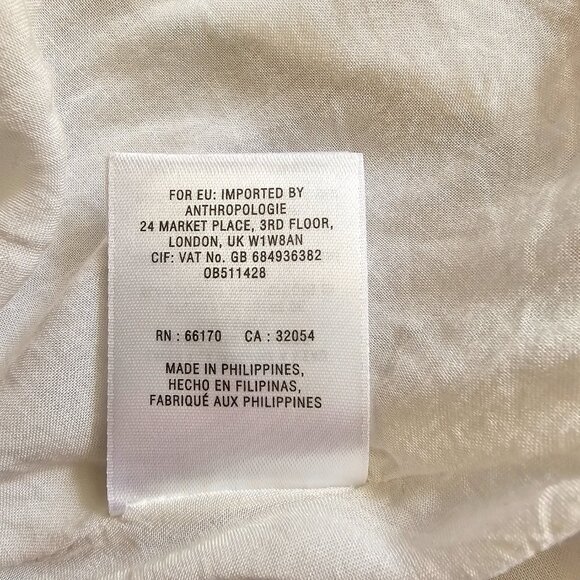 FOR EU: IMPORTED BY
ANTHROPOLOGIE
24 MARKET PLACE, 3RD FLOOR,
LONDON, UK W1W8AN
CIF: VAT No. GB 684936382
OB511428
RN : 66170 CA : 32054
MADE IN PHILIPPINES,
HECHO EN FILIPINAS,
FABRIQUÉ AUX PHILIPPINES